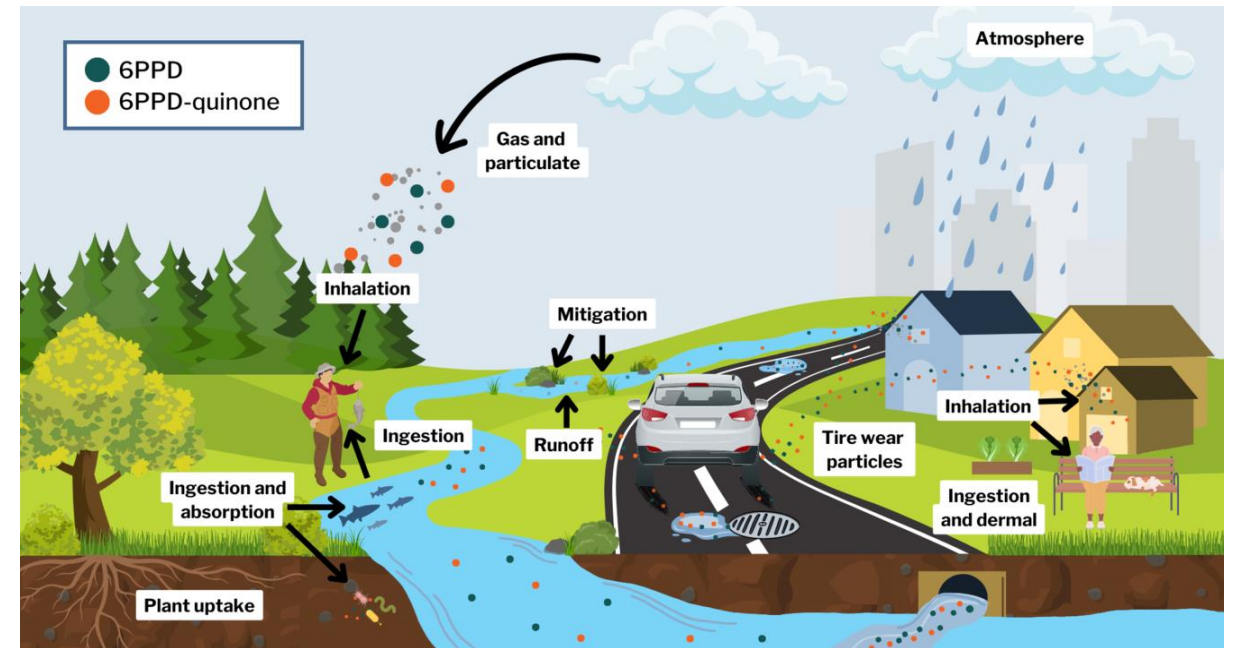 6PPD
6PPD-quinone
Atmosphere
Gas and
particulate
Inhalation
Mitigation
Inhalation
Ingestion
Runoff
Tire wear
particles
Ingestion and
absorption
Ingestion
and dermal
Plant uptake